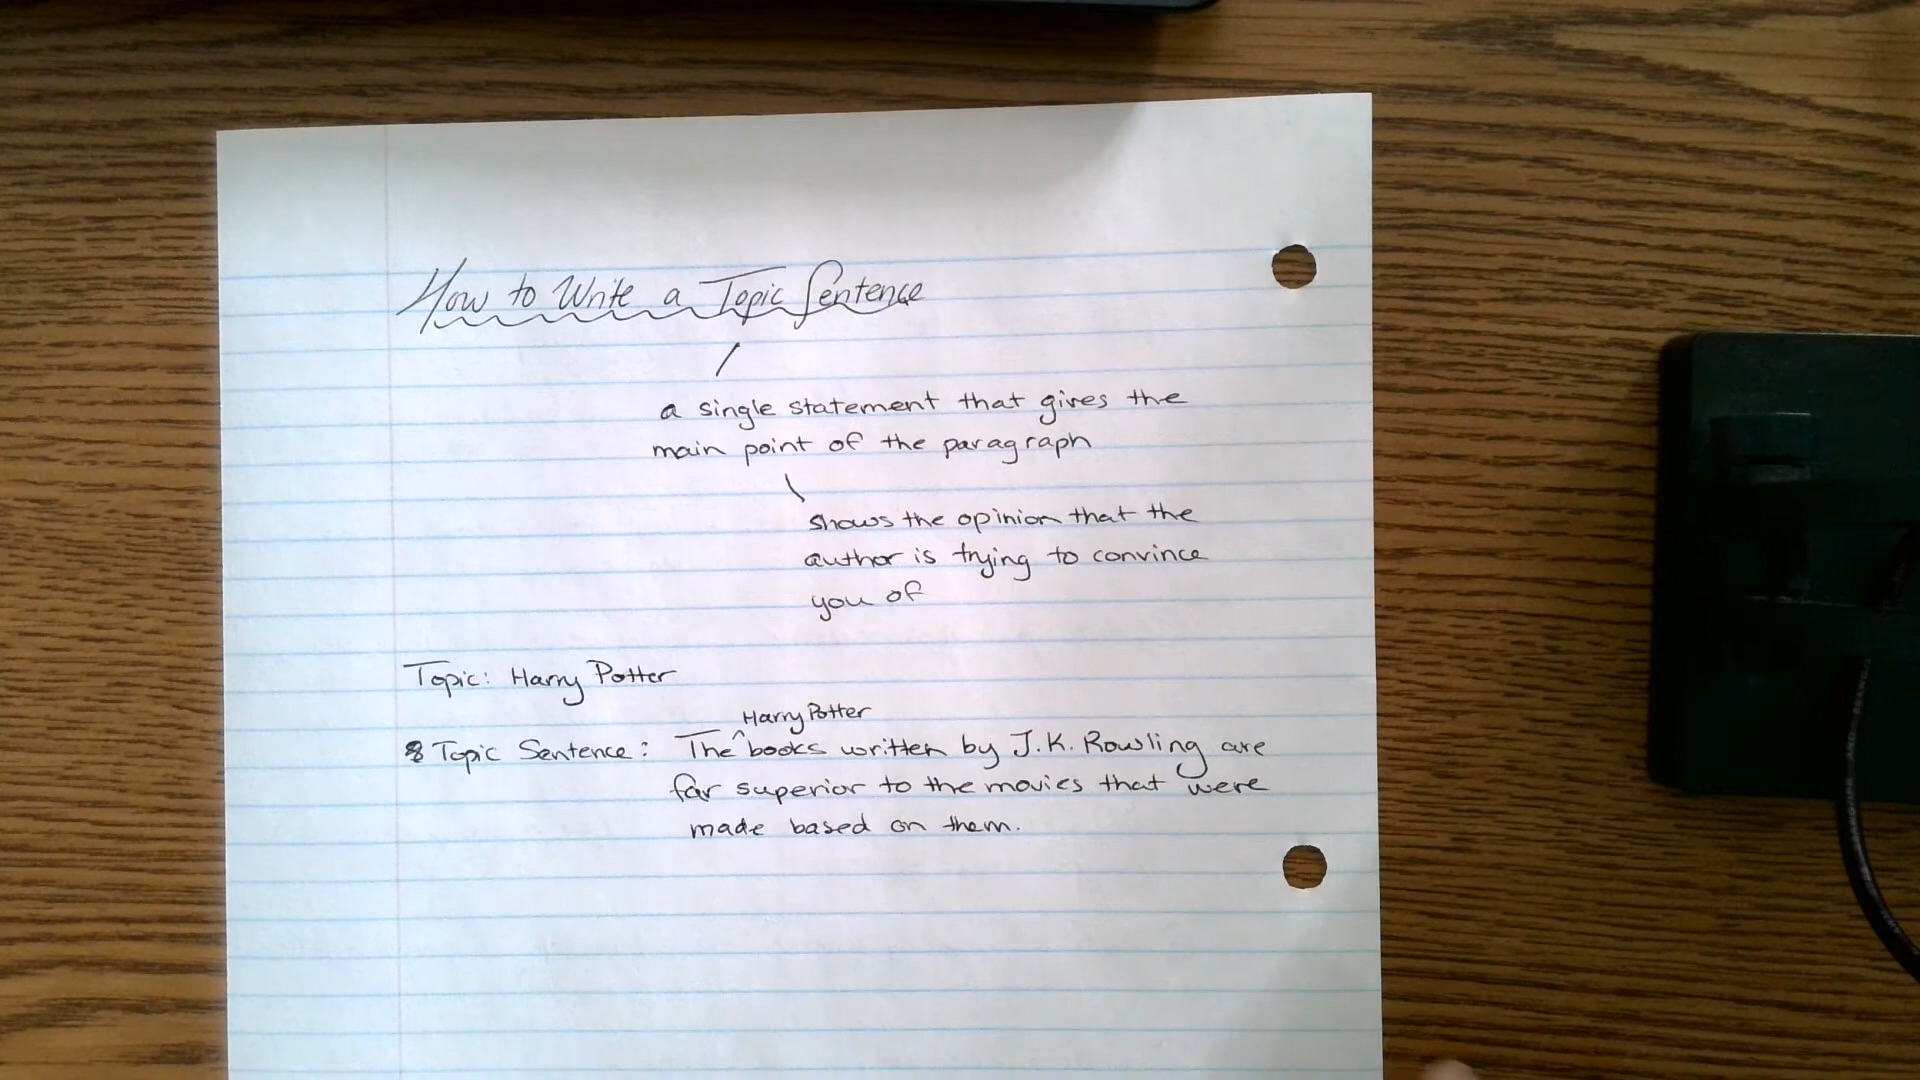 How to Write a Topic Sentence
a single statement that gives the
main point of the paragraph
shows the opinion that the
author is trying to convince
you of
Topic: Harry Potter
Harry Potter
Topic Sentence: The ^ books written by J.K. Rowling are
far superior to the movies that were
made based on them.